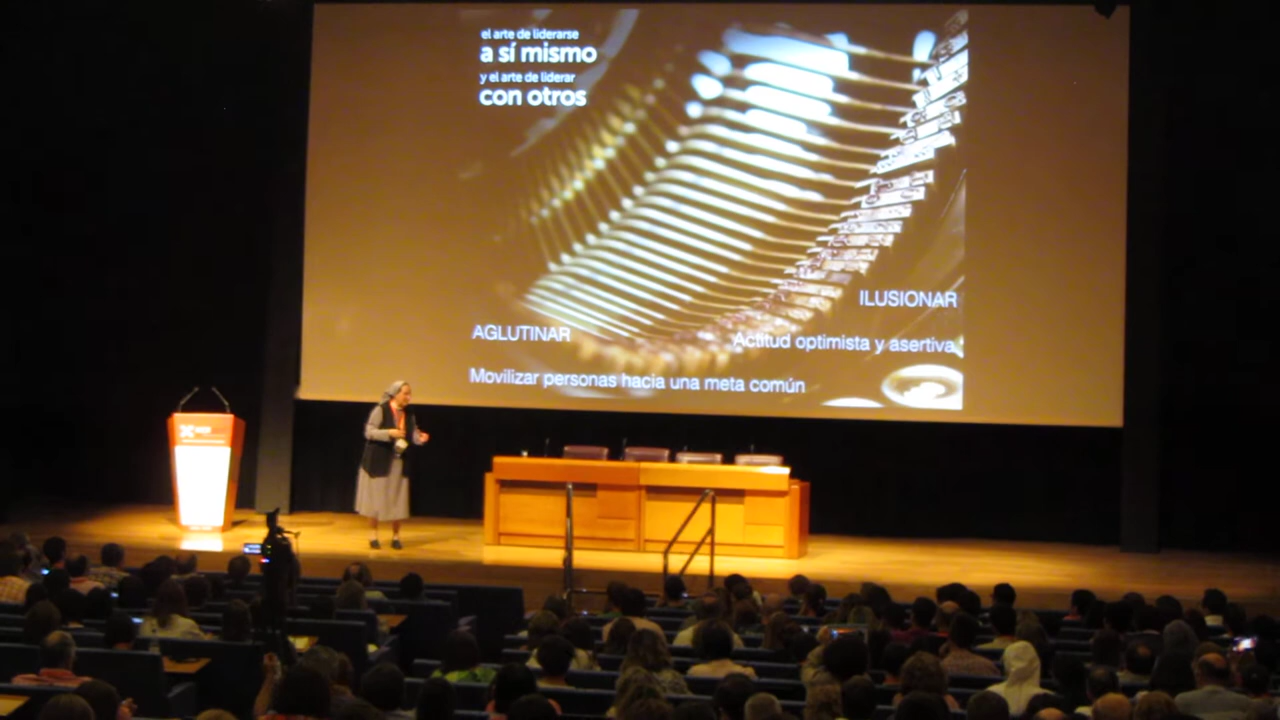 el arte de liderarse
a sí mismo
y el arte de liderar
con otros
ILUSIONAR
AGLUTINAR
Actitud optimista y asertiva
Movilizar personas hacia una meta común